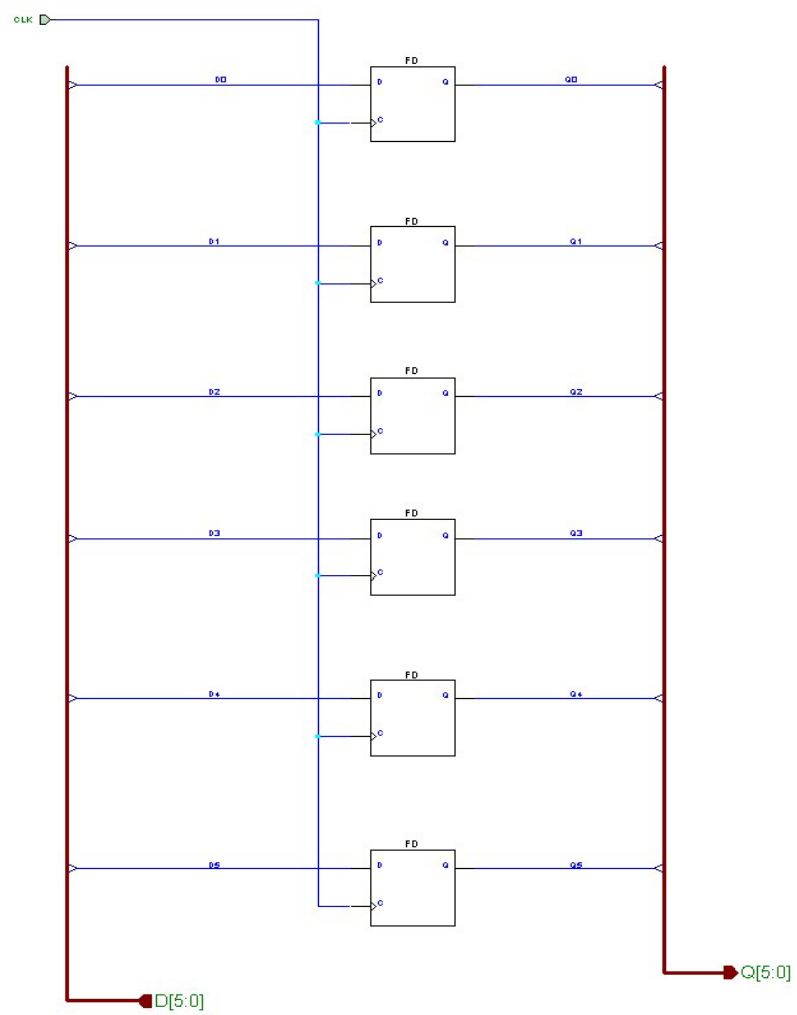 CLK
FD
D0 D Q Q0
C
FD
D1 D Q Q1
C
FD
D2 D Q Q2
C
FD
D3 D Q Q3
C
FD
D4 D Q Q4
C
FD
D5 D Q Q5
C
Q[5:0]
D[5:0]